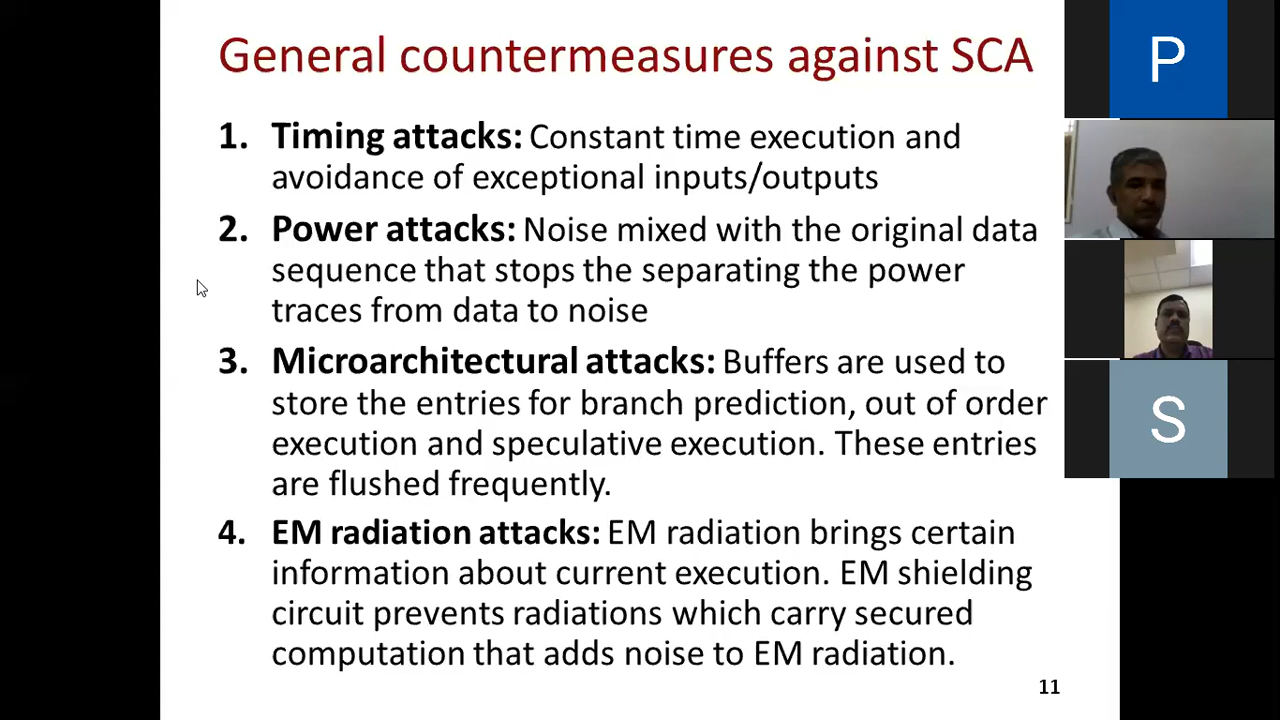 General countermeasures against SCA
1. Timing attacks: Constant time execution and
avoidance of exceptional inputs/outputs
2. Power attacks: Noise mixed with the original data
sequence that stops the separating the power
traces from data to noise
3. Microarchitectural attacks: Buffers are used to
store the entries for branch prediction, out of order
execution and speculative execution. These entries
are flushed frequently.
4. EM radiation attacks: EM radiation brings certain
information about current execution. EM shielding
circuit prevents radiations which carry secured
computation that adds noise to EM radiation.
11
P
S